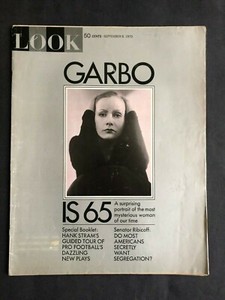 LOOK
60 CENTS · SEPTEMBER 8, 1970
GARBO
IS 65
A surprising
portrait of the most
mysterious woman
of our time
Special Booklet:
HANK STRAM'S
GUIDED TOUR OF
PRO FOOTBALL'S
DAZZLING
NEW PLAYS
Senator Ribicoff:
DO MOST
AMERICANS
SECRETLY
WANT
SEGREGATION?